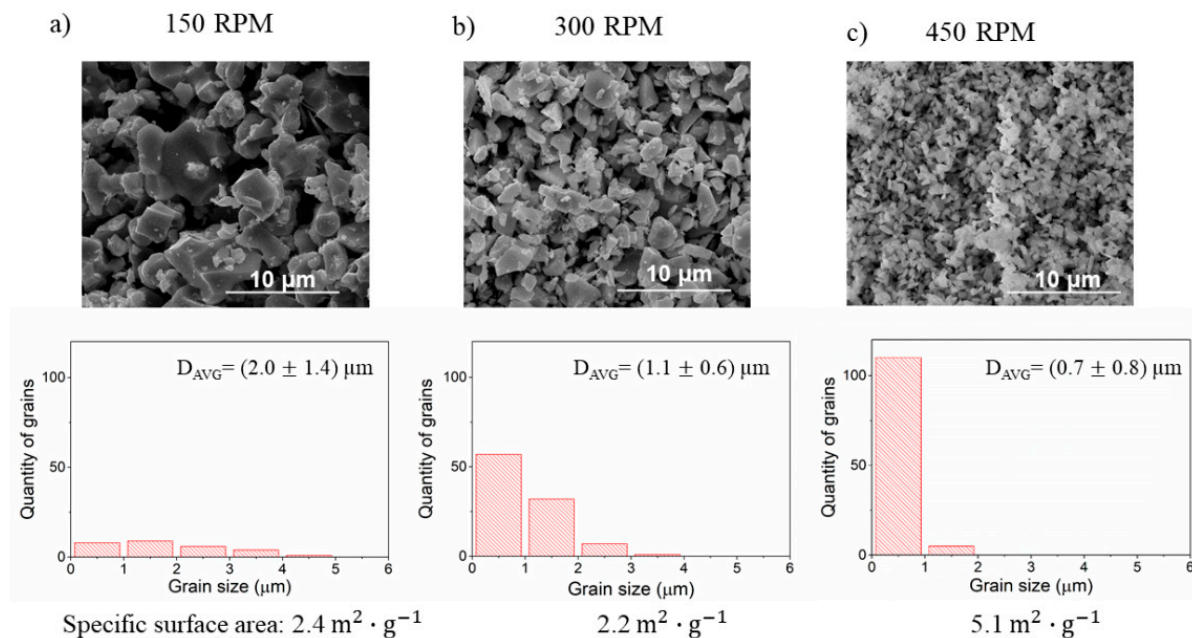 a) 150 RPM
b) 300 RPM
c) 450 RPM
10 µm
10 µm
10 µm
D_AVG= (2.0 ± 1.4) µm
Quantity of grains
100
50
0
0 1 2 3 4 5 6
Grain size (µm)
D_AVG= (1.1 ± 0.6) µm
Quantity of grains
100
50
0
0 1 2 3 4 5 6
Grain size (µm)
D_AVG= (0.7 ± 0.8) µm
Quantity of grains
100
50
0
0 1 2 3 4 5 6
Grain size (µm)
Specific surface area: 2.4 m² · g⁻¹
2.2 m² · g⁻¹
5.1 m² · g⁻¹